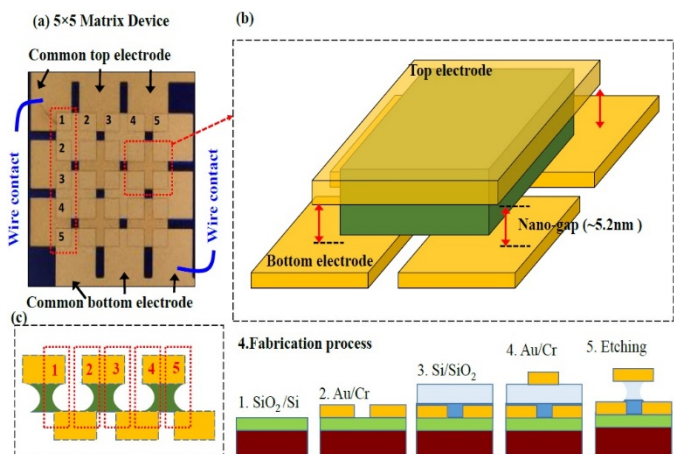 (a) 5×5 Matrix Device
Common top electrode
1 2 3 4 5
2
3
4
5
Wire contact
Wire contact
Common bottom electrode
(b)
Top electrode
Nano-gap (~5.2nm )
Bottom electrode
(c)
1 2 3 4 5
4.Fabrication process
1. SiO2/Si
2. Au/Cr
3. Si/SiO2
4. Au/Cr
5. Etching